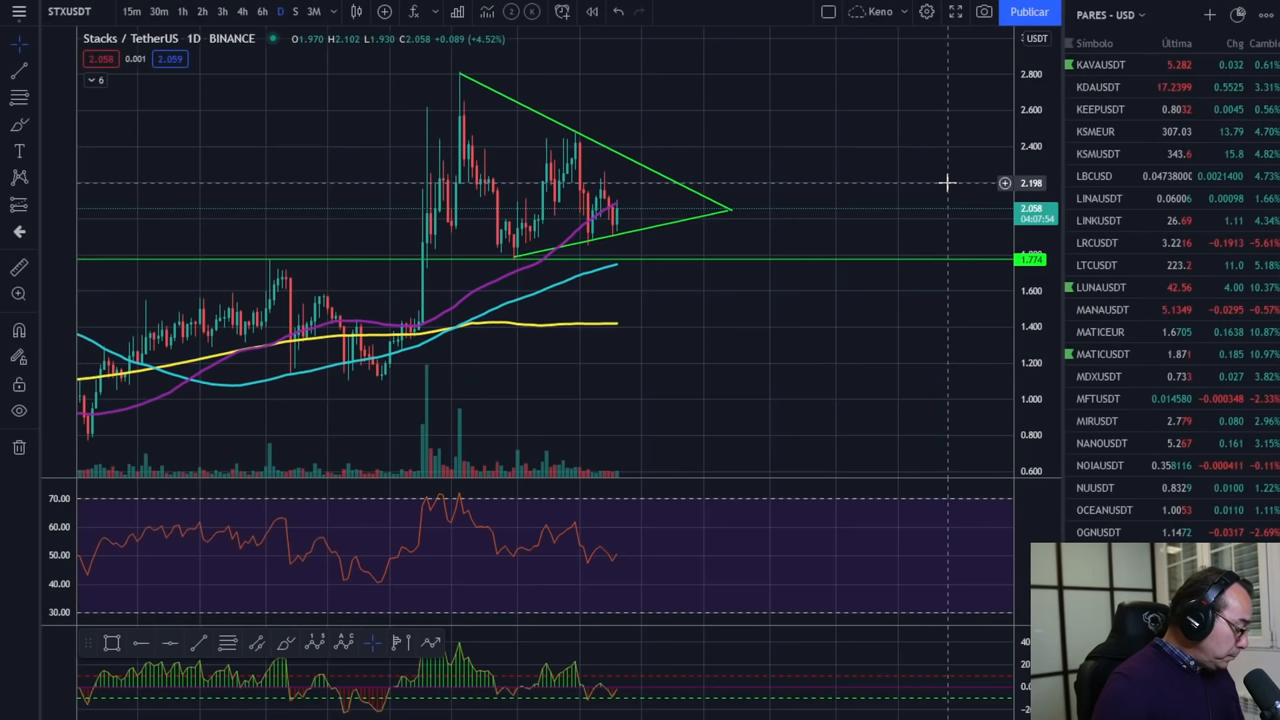 STXUSDT 15m 30m 1h 2h 3h 4h 6h D S 3M Keno Publicar
Stacks / TetherUS 1D BINANCE O1.970 H2.102 L1.930 C2.058 +0.089 (+4.52%)
2.058 0.001 2.059
6
USDT
2.800
2.600
2.400
2.198
2.058
04:07:54
1.774
1.600
1.400
1.200
1.000
0.800
0.600
70.00
60.00
50.00
40.00
30.00
40
20
0.0
PARES - USD
Símbolo Última Chg Cambi
KAVAUSDT 5.282 0.032 0.61%
KDAUSDT 17.2399 0.5525 3.31%
KEEPUSDT 0.8032 0.0045 0.56%
KSMEUR 307.03 13.79 4.70%
KSMUSDT 343.6 15.8 4.82%
LBCUSD 0.04738000 0.0021400 4.73%
LINAUSDT 0.06006 0.00098 1.66%
LINKUSDT 26.69 1.11 4.34%
LRCUSDT 3.2216 -0.1913 -5.61%
LTCUSDT 223.2 11.0 5.18%
LUNAUSDT 42.56 4.00 10.37%
MANAUSDT 5.1349 -0.0295 -0.57%
MATICEUR 1.6705 0.1638 10.87%
MATICUSDT 1.871 0.185 10.97%
MDXUSDT 0.733 0.027 3.82%
MFTUSDT 0.014580 -0.000348 -2.33%
MIRUSDT 2.779 0.080 2.96%
NANOUSDT 5.267 0.161 3.15%
NOIAUSDT 0.358116 -0.000411 -0.11%
NUUSDT 0.8329 0.0100 1.22%
OCEANUSDT 1.0053 0.0110 1.11%
OGNUSDT 1.1472 -0.0317 -2.69%